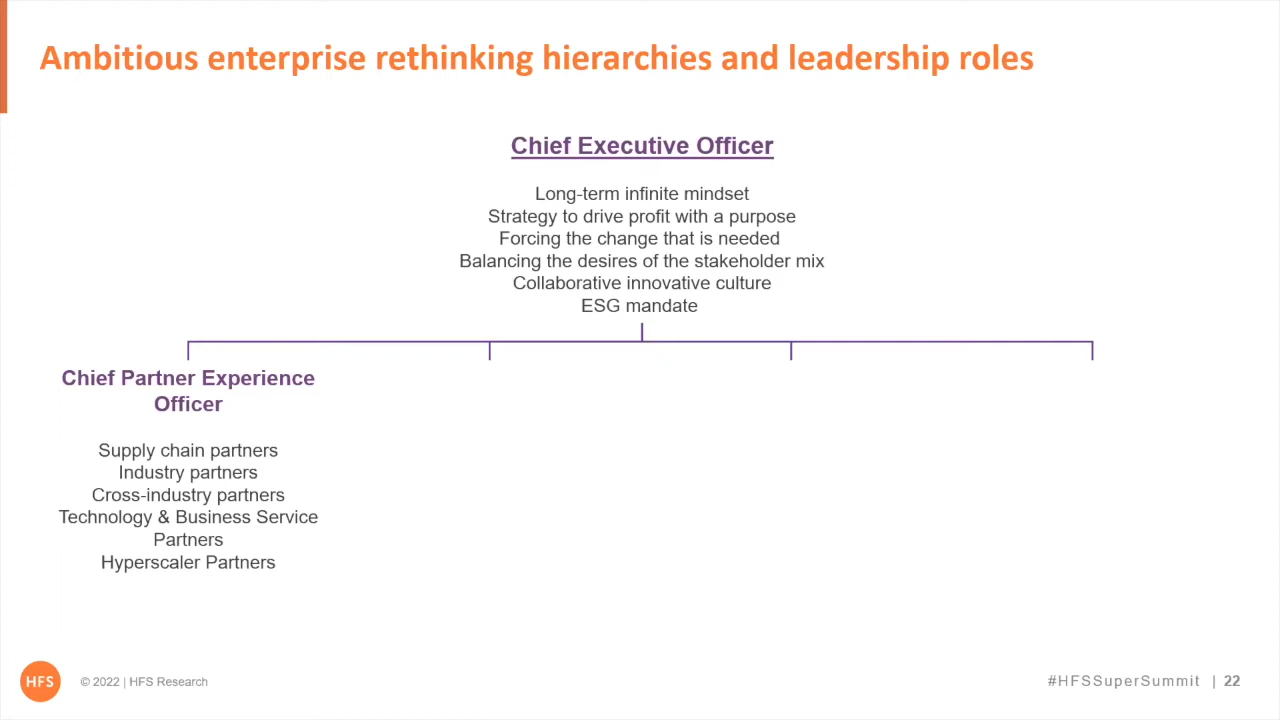 Ambitious enterprise rethinking hierarchies and leadership roles
Chief Executive Officer
Long-term infinite mindset
Strategy to drive profit with a purpose
Forcing the change that is needed
Balancing the desires of the stakeholder mix
Collaborative innovative culture
ESG mandate
Chief Partner Experience
Officer
Supply chain partners
Industry partners
Cross-industry partners
Technology & Business Service
Partners
Hyperscaler Partners
HFS
© 2022 | HFS Research
#HFSSuperSummit | 22